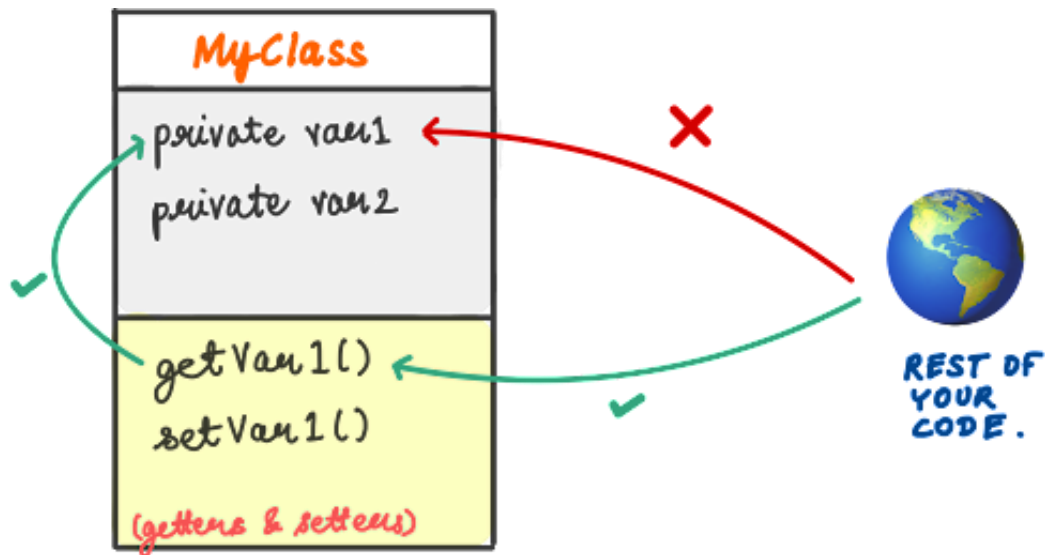 MyClass
private var1
private var2
getVar1()
setVar1()
(getters & setters)
REST OF
YOUR
CODE.